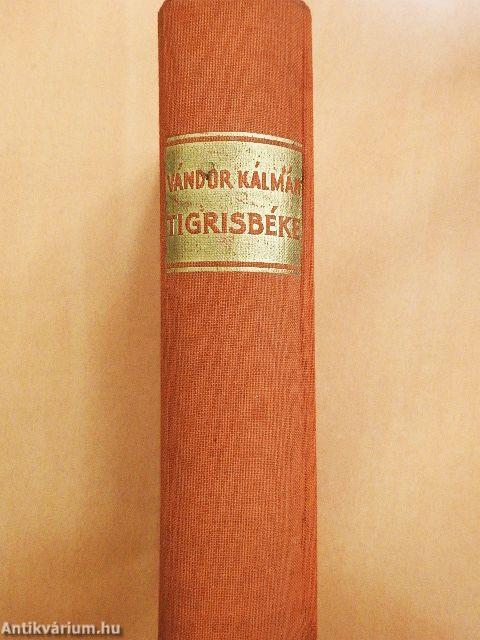 VÁNDOR KÁLMÁN
TIGRISBÉKE
Antikvárium.hu